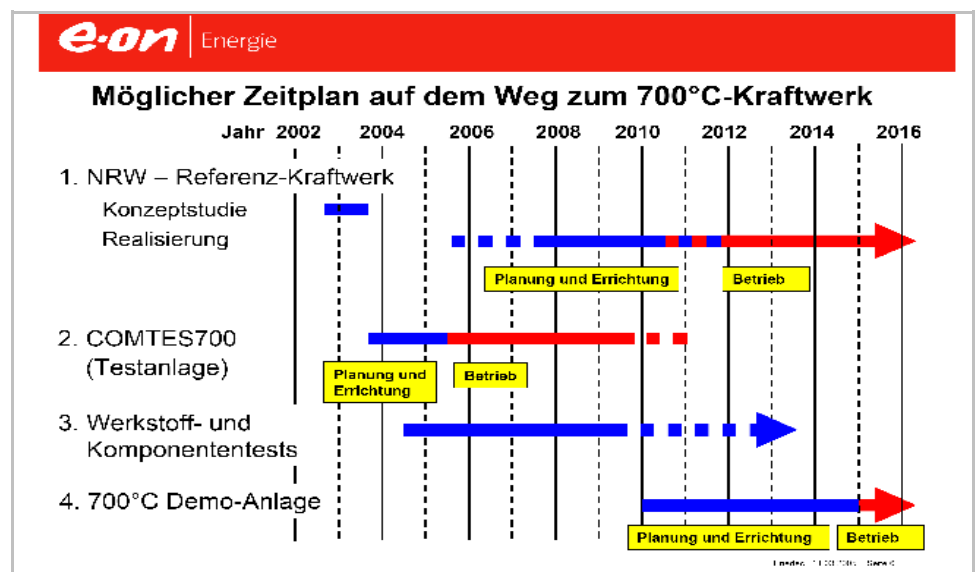 e·on Energie
Möglicher Zeitplan auf dem Weg zum 700°C-Kraftwerk
Jahr 2002 2004 2006 2008 2010 2012 2014 2016
1. NRW – Referenz-Kraftwerk
Konzeptstudie
Realisierung
Planung und Errichtung
Betrieb
2. COMTES700
(Testanlage)
Planung und
Errichtung
Betrieb
3. Werkstoff- und
Komponententests
4. 700°C Demo-Anlage
Planung und Errichtung
Betrieb